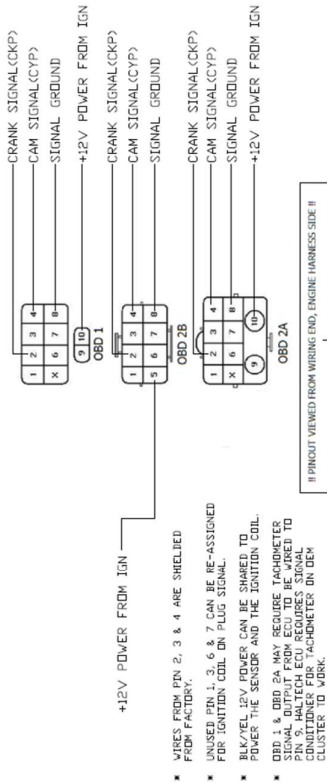 CRANK SIGNAL(CKP)
CAM SIGNAL(CYP)
SIGNAL GROUND
+12V POWER FROM IGN
1 2 3 4
X 6 7 8
9 10
OBD 1
+12V POWER FROM IGN
CRANK SIGNAL(CKP)
CAM SIGNAL(CYP)
SIGNAL GROUND
1 2 3 4
5 6 7 8
OBD 2B
CRANK SIGNAL(CKP)
CAM SIGNAL(CYP)
SIGNAL GROUND
+12V POWER FROM IGN
1 2 3 4
X 6 7 8
9 10
OBD 2A
WIRES FROM PIN 2, 3 & 4 ARE SHIELDED
FROM FACTORY.
UNUSED PIN 1, 3, 6 & 7 CAN BE RE-ASSIGNED
FOR IGNITION COIL ON PLUG SIGNAL.
BLK/YEL 12V POWER CAN BE SHARED TO
POWER THE SENSOR AND THE IGNITION COIL.
OBD 1 & OBD 2A MAY REQUIRE TACHOMETER
SIGNAL OUTPUT FROM ECU TO BE WIRED TO
PIN 9. HALTECH ECU REQUIRES SIGNAL
CONDITIONER FOR TACHOMETER ON OEM
CLUSTER TO WORK.
!! PINOUT VIEWED FROM WIRING END, ENGINE HARNESS SIDE !!